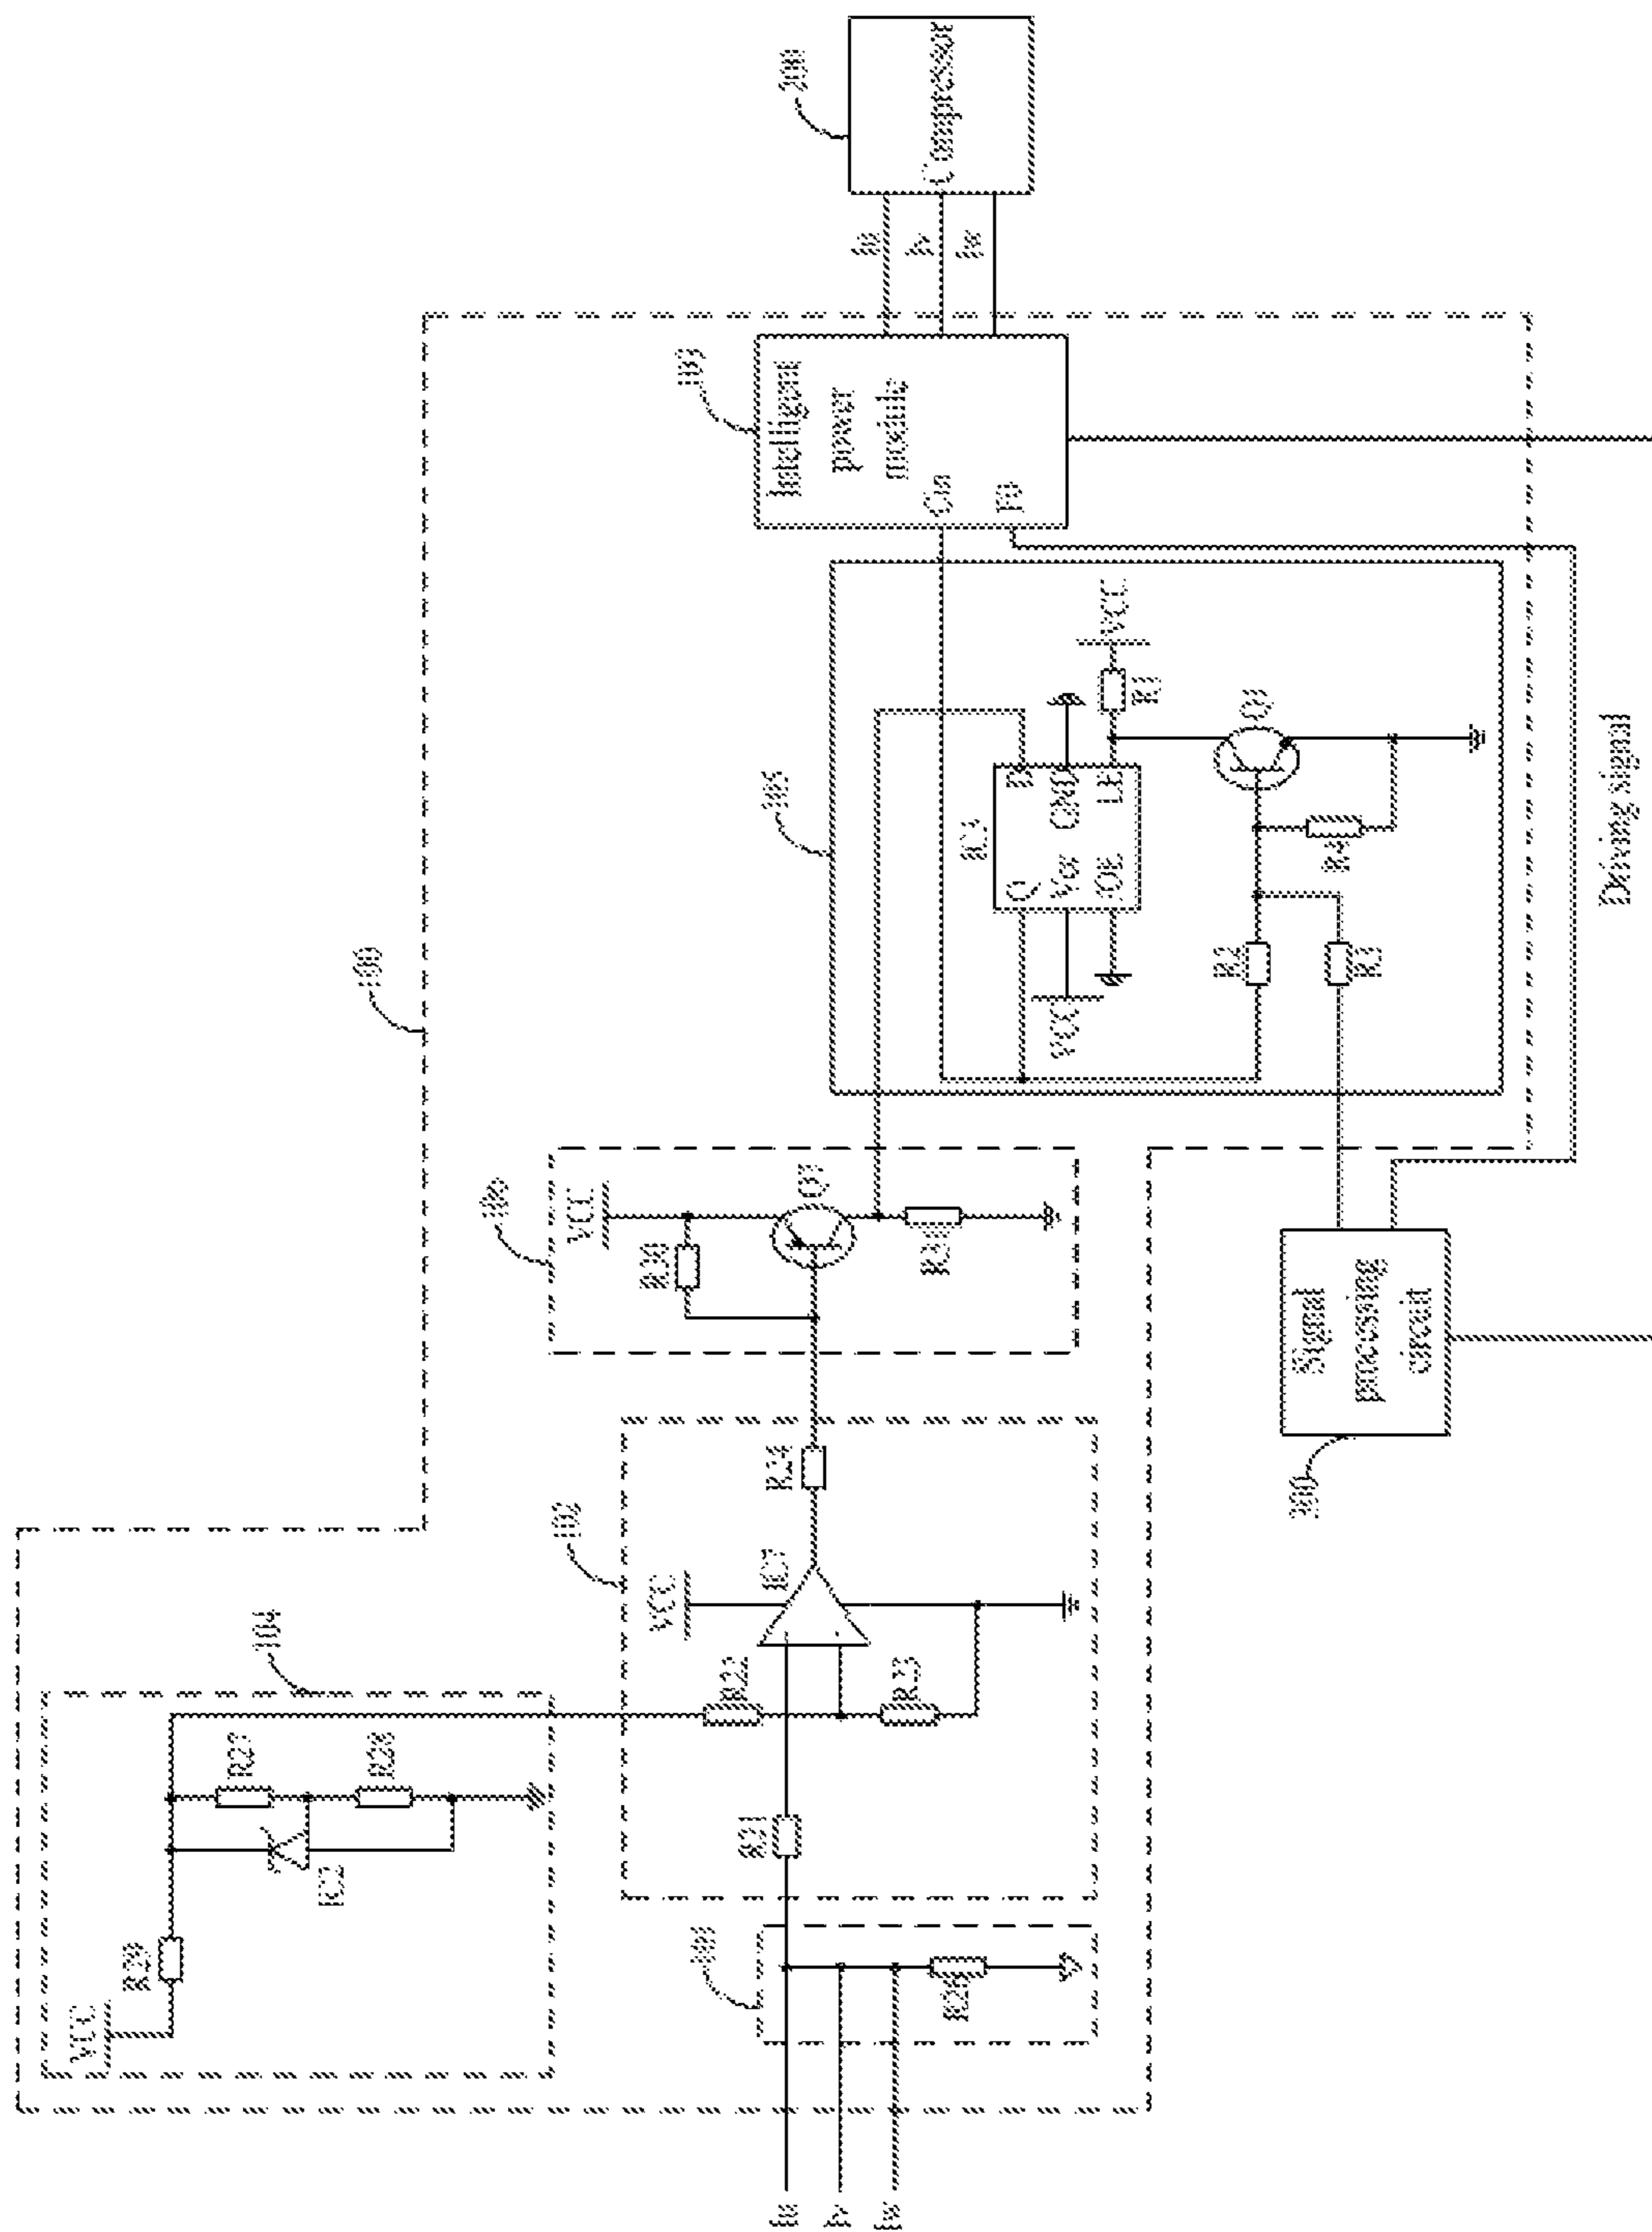 104
VCC
R29
R27
R28
IC2
100
102
VCC
R22
IC7
R21
R23
R24
101
R20
Iu
Iv
Iw
106
VCC
R30
Q7
R31
105
IC3
Q
D
Vcc
GND
/OE
LE
VCC
VCC
R1
R2
R3
R4
Q1
103
Intelligent
power
module
Cin
FO
Iu
Iv
Iw
200
Compressor
300
Signal
processing
circuit
Driving signal